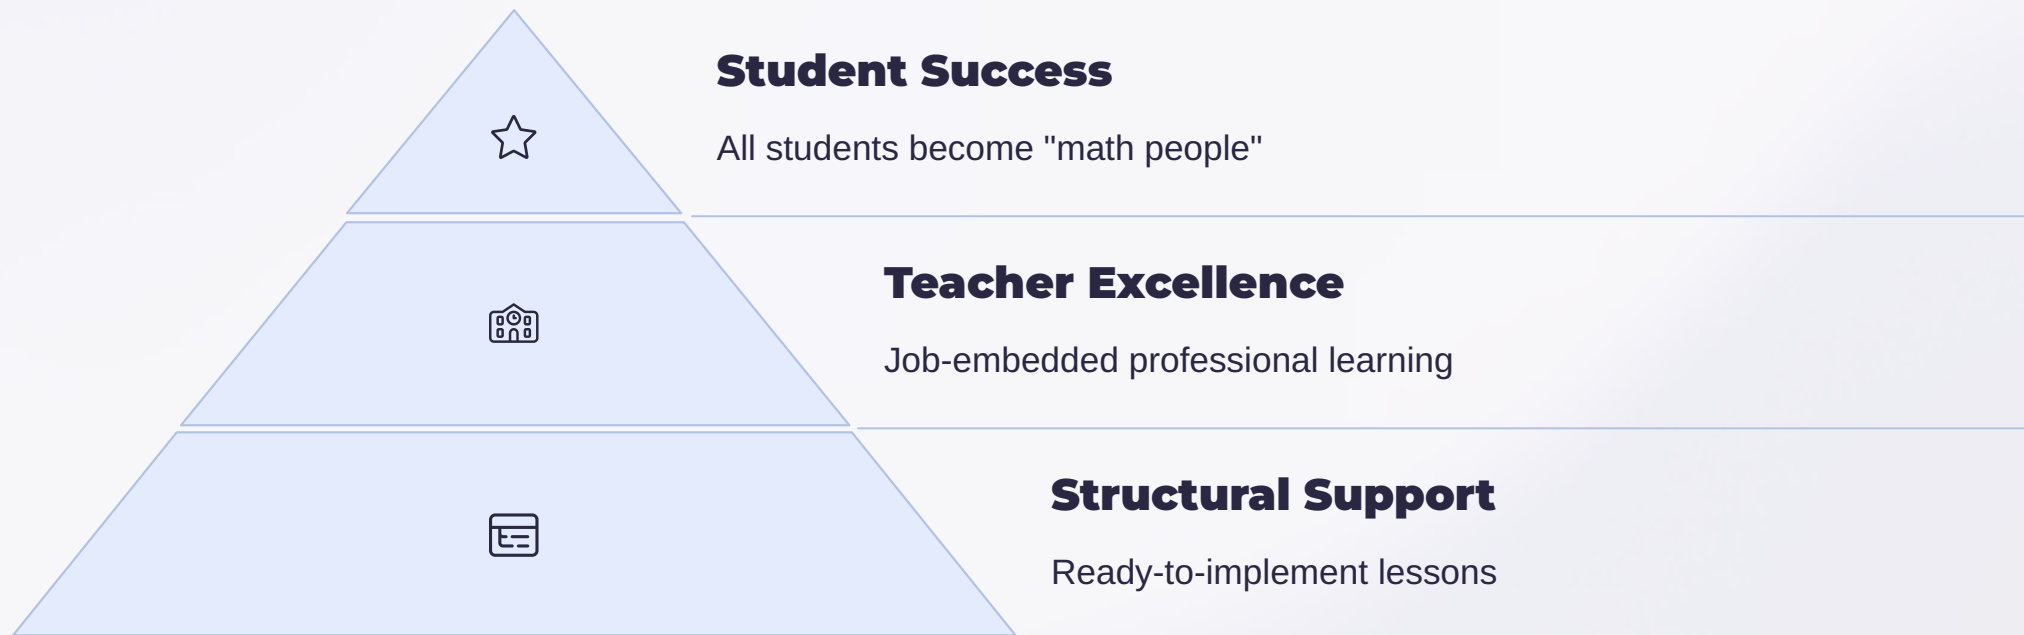 Student Success
All students become "math people"
Teacher Excellence
Job-embedded professional learning
Structural Support
Ready-to-implement lessons